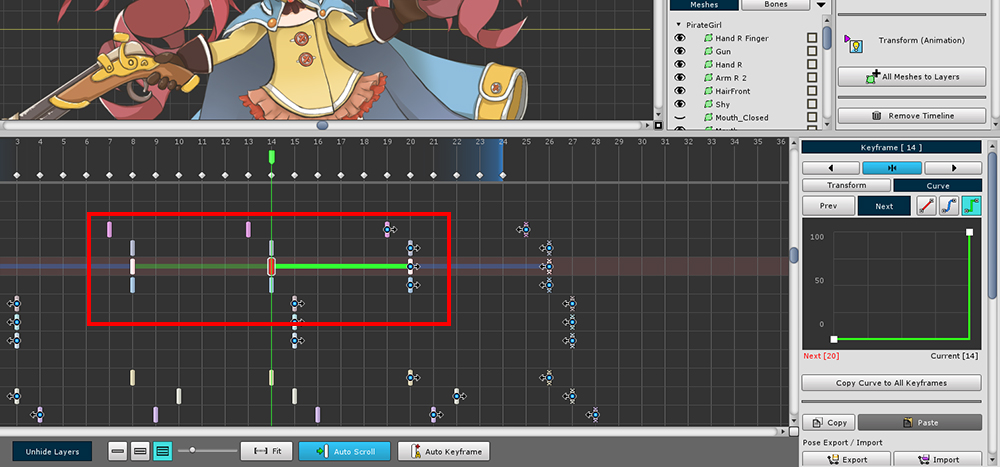 Meshes
Bones
PirateGirl
Hand R Finger
Gun
Hand R
Arm R 2
HairFront
Shy
Mouth_Closed
Transform (Animation)
All Meshes to Layers
Remove Timeline
3 4 5 6 7 8 9 10 11 12 13 14 15 16 17 18 19 20 21 22 23 24 25 26 27 28 29 30 31 32 33 34 35 36
Keyframe [ 14 ]
Transform
Curve
Prev
Next
100
50
0
Next [20]
Current [14]
Copy Curve to All Keyframes
Copy
Paste
Pose Export / Import
Export
Import
Unhide Layers
Fit
Auto Scroll
Auto Keyframe